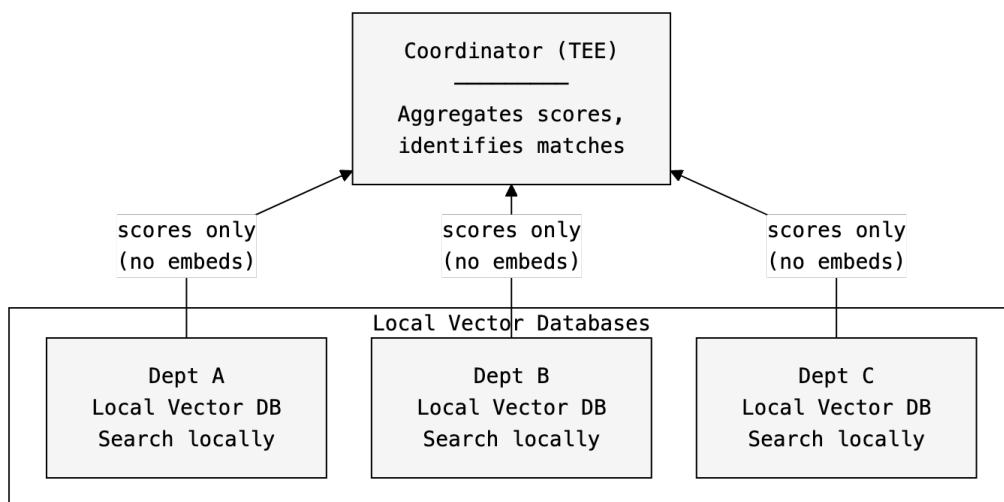 Coordinator (TEE)
Aggregates scores,
identifies matches
scores only
(no embeds)
scores only
(no embeds)
scores only
(no embeds)
Local Vector Databases
Dept A
Local Vector DB
Search locally
Dept B
Local Vector DB
Search locally
Dept C
Local Vector DB
Search locally